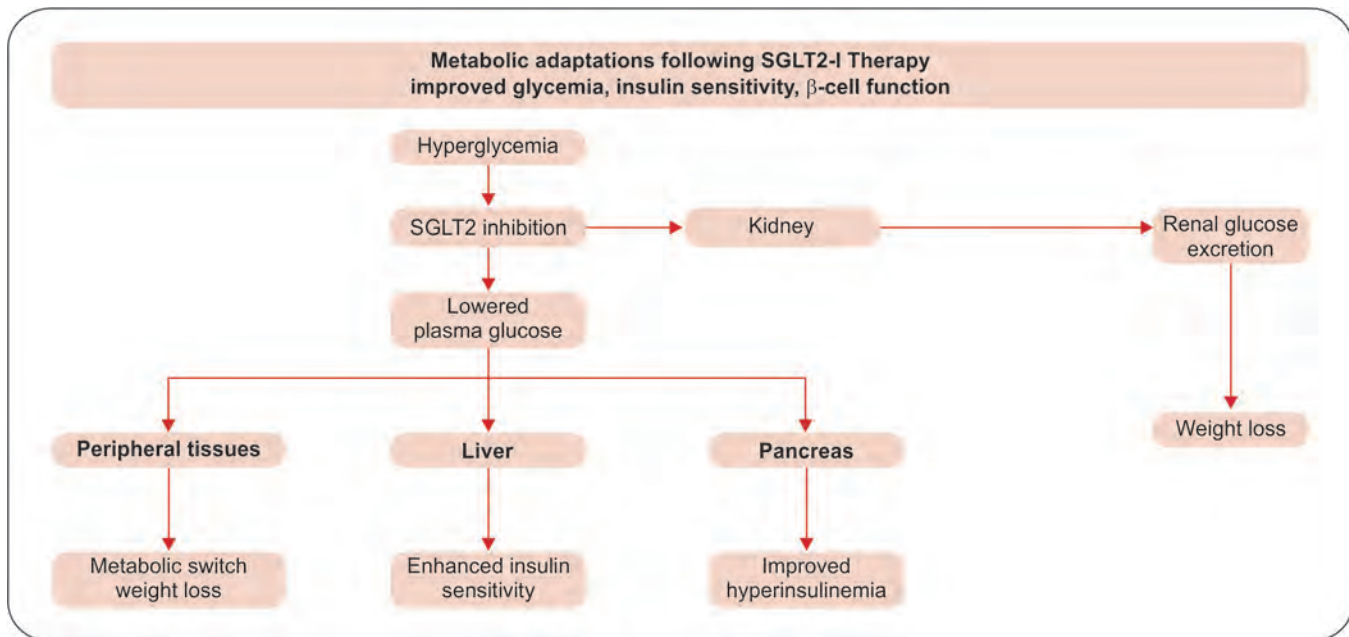 Metabolic adaptations following SGLT2-I Therapy
improved glycemia, insulin sensitivity, β-cell function
Hyperglycemia
SGLT2 inhibition
Kidney
Renal glucose
excretion
Lowered
plasma glucose
Weight loss
Peripheral tissues
Liver
Pancreas
Metabolic switch
weight loss
Enhanced insulin
sensitivity
Improved
hyperinsulinemia